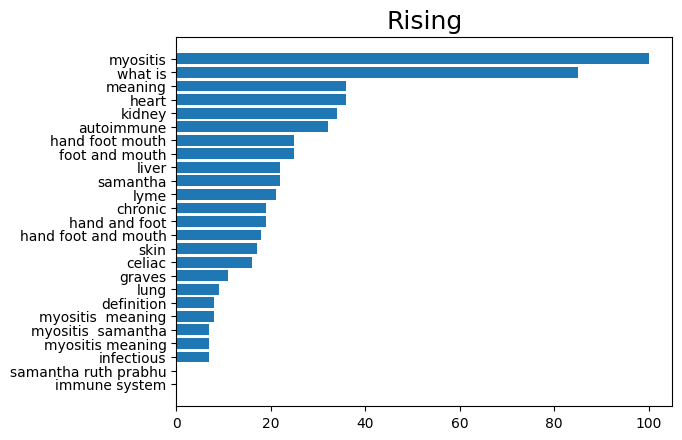 Rising
myositis
what is
meaning
heart
kidney
autoimmune
hand foot mouth
foot and mouth
liver
samantha
lyme
chronic
hand and foot
hand foot and mouth
skin
celiac
graves
lung
definition
myositis  meaning
myositis  samantha
myositis meaning
infectious
samantha ruth prabhu
immune system
0 20 40 60 80 100